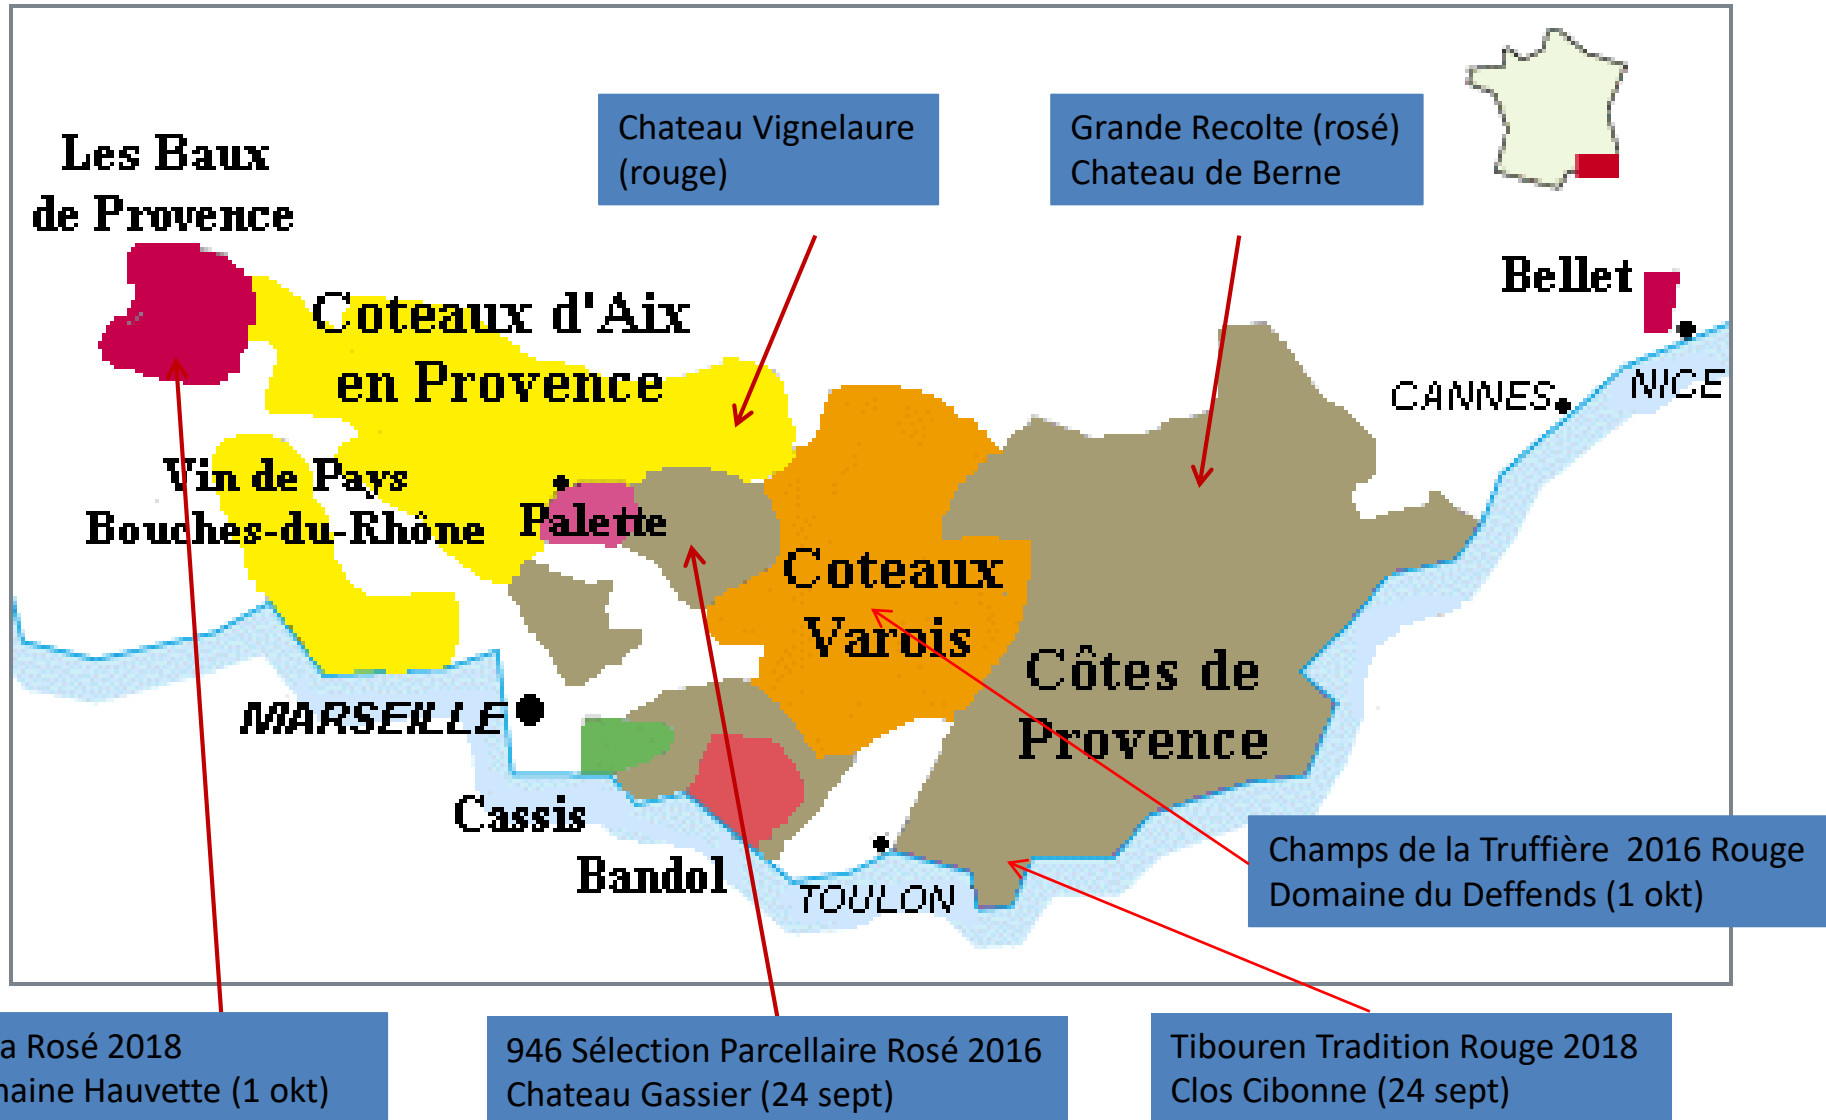 Chateau Vignelaure
(rouge)
Grande Recolte (rosé)
Chateau de Berne
Les Baux
de Provence
Bellet
Coteaux d'Aix
en Provence
CANNES
NICE
Vin de Pays
Bouches-du-Rhône
Palette
Coteaux
Varois
Côtes de
Provence
MARSEILLE
Cassis
Bandol
TOULON
Champs de la Truffière 2016 Rouge
Domaine du Deffends (1 okt)
a Rosé 2018
maine Hauvette (1 okt)
946 Sélection Parcellaire Rosé 2016
Chateau Gassier (24 sept)
Tibouren Tradition Rouge 2018
Clos Cibonne (24 sept)